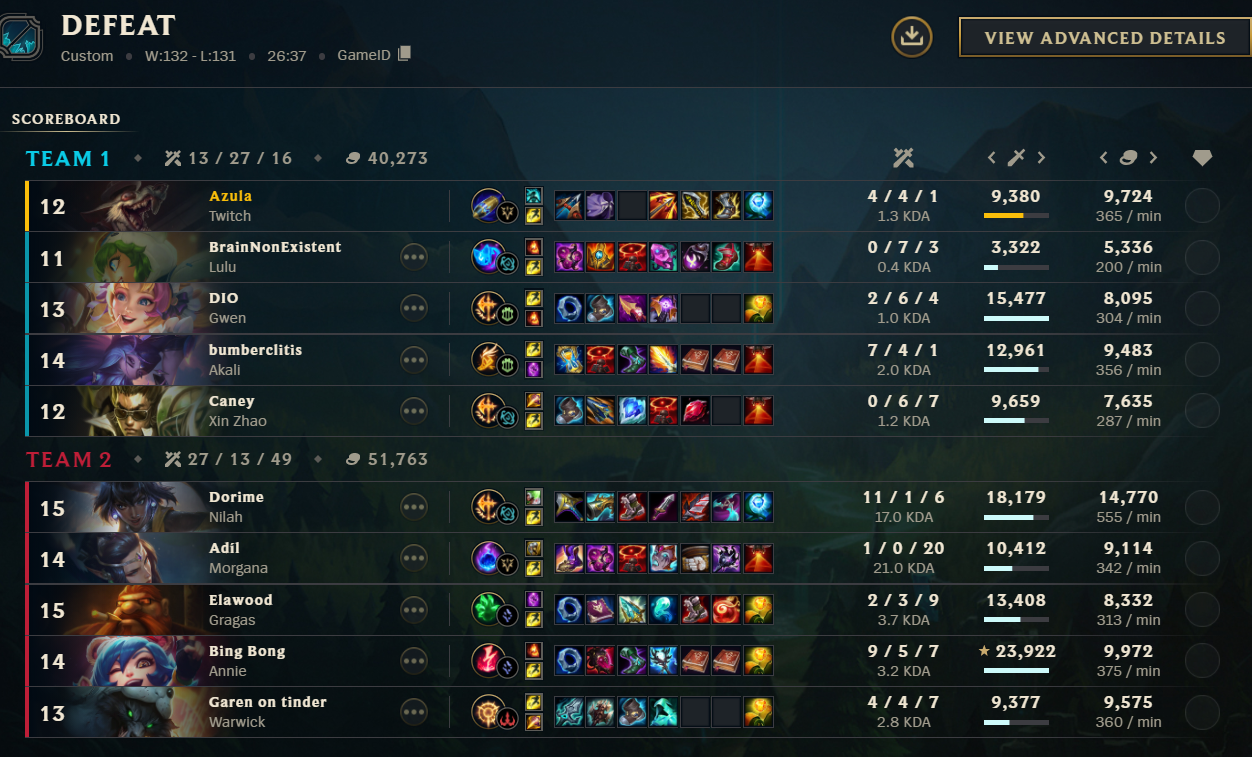 DEFEAT
Custom • W:132 - L:131 • 26:37 • GameID
VIEW ADVANCED DETAILS
SCOREBOARD
TEAM 1 13 / 27 / 16 40,273
12 Azula 4 / 4 / 1 9,380 9,724
Twitch 1.3 KDA 365 / min
11 BrainNonExistent 0 / 7 / 3 3,322 5,336
Lulu 0.4 KDA 200 / min
13 DIO 2 / 6 / 4 15,477 8,095
Gwen 1.0 KDA 304 / min
14 bumberclitis 7 / 4 / 1 12,961 9,483
Akali 2.0 KDA 356 / min
12 Caney 0 / 6 / 7 9,659 7,635
Xin Zhao 1.2 KDA 287 / min
TEAM 2 27 / 13 / 49 51,763
15 Dorime 11 / 1 / 6 18,179 14,770
Nilah 17.0 KDA 555 / min
14 Adil 1 / 0 / 20 10,412 9,114
Morgana 21.0 KDA 342 / min
15 Elawood 2 / 3 / 9 13,408 8,332
Gragas 3.7 KDA 313 / min
14 Bing Bong 9 / 5 / 7 23,922 9,972
Annie 3.2 KDA 375 / min
13 Garen on tinder 4 / 4 / 7 9,377 9,575
Warwick 2.8 KDA 360 / min